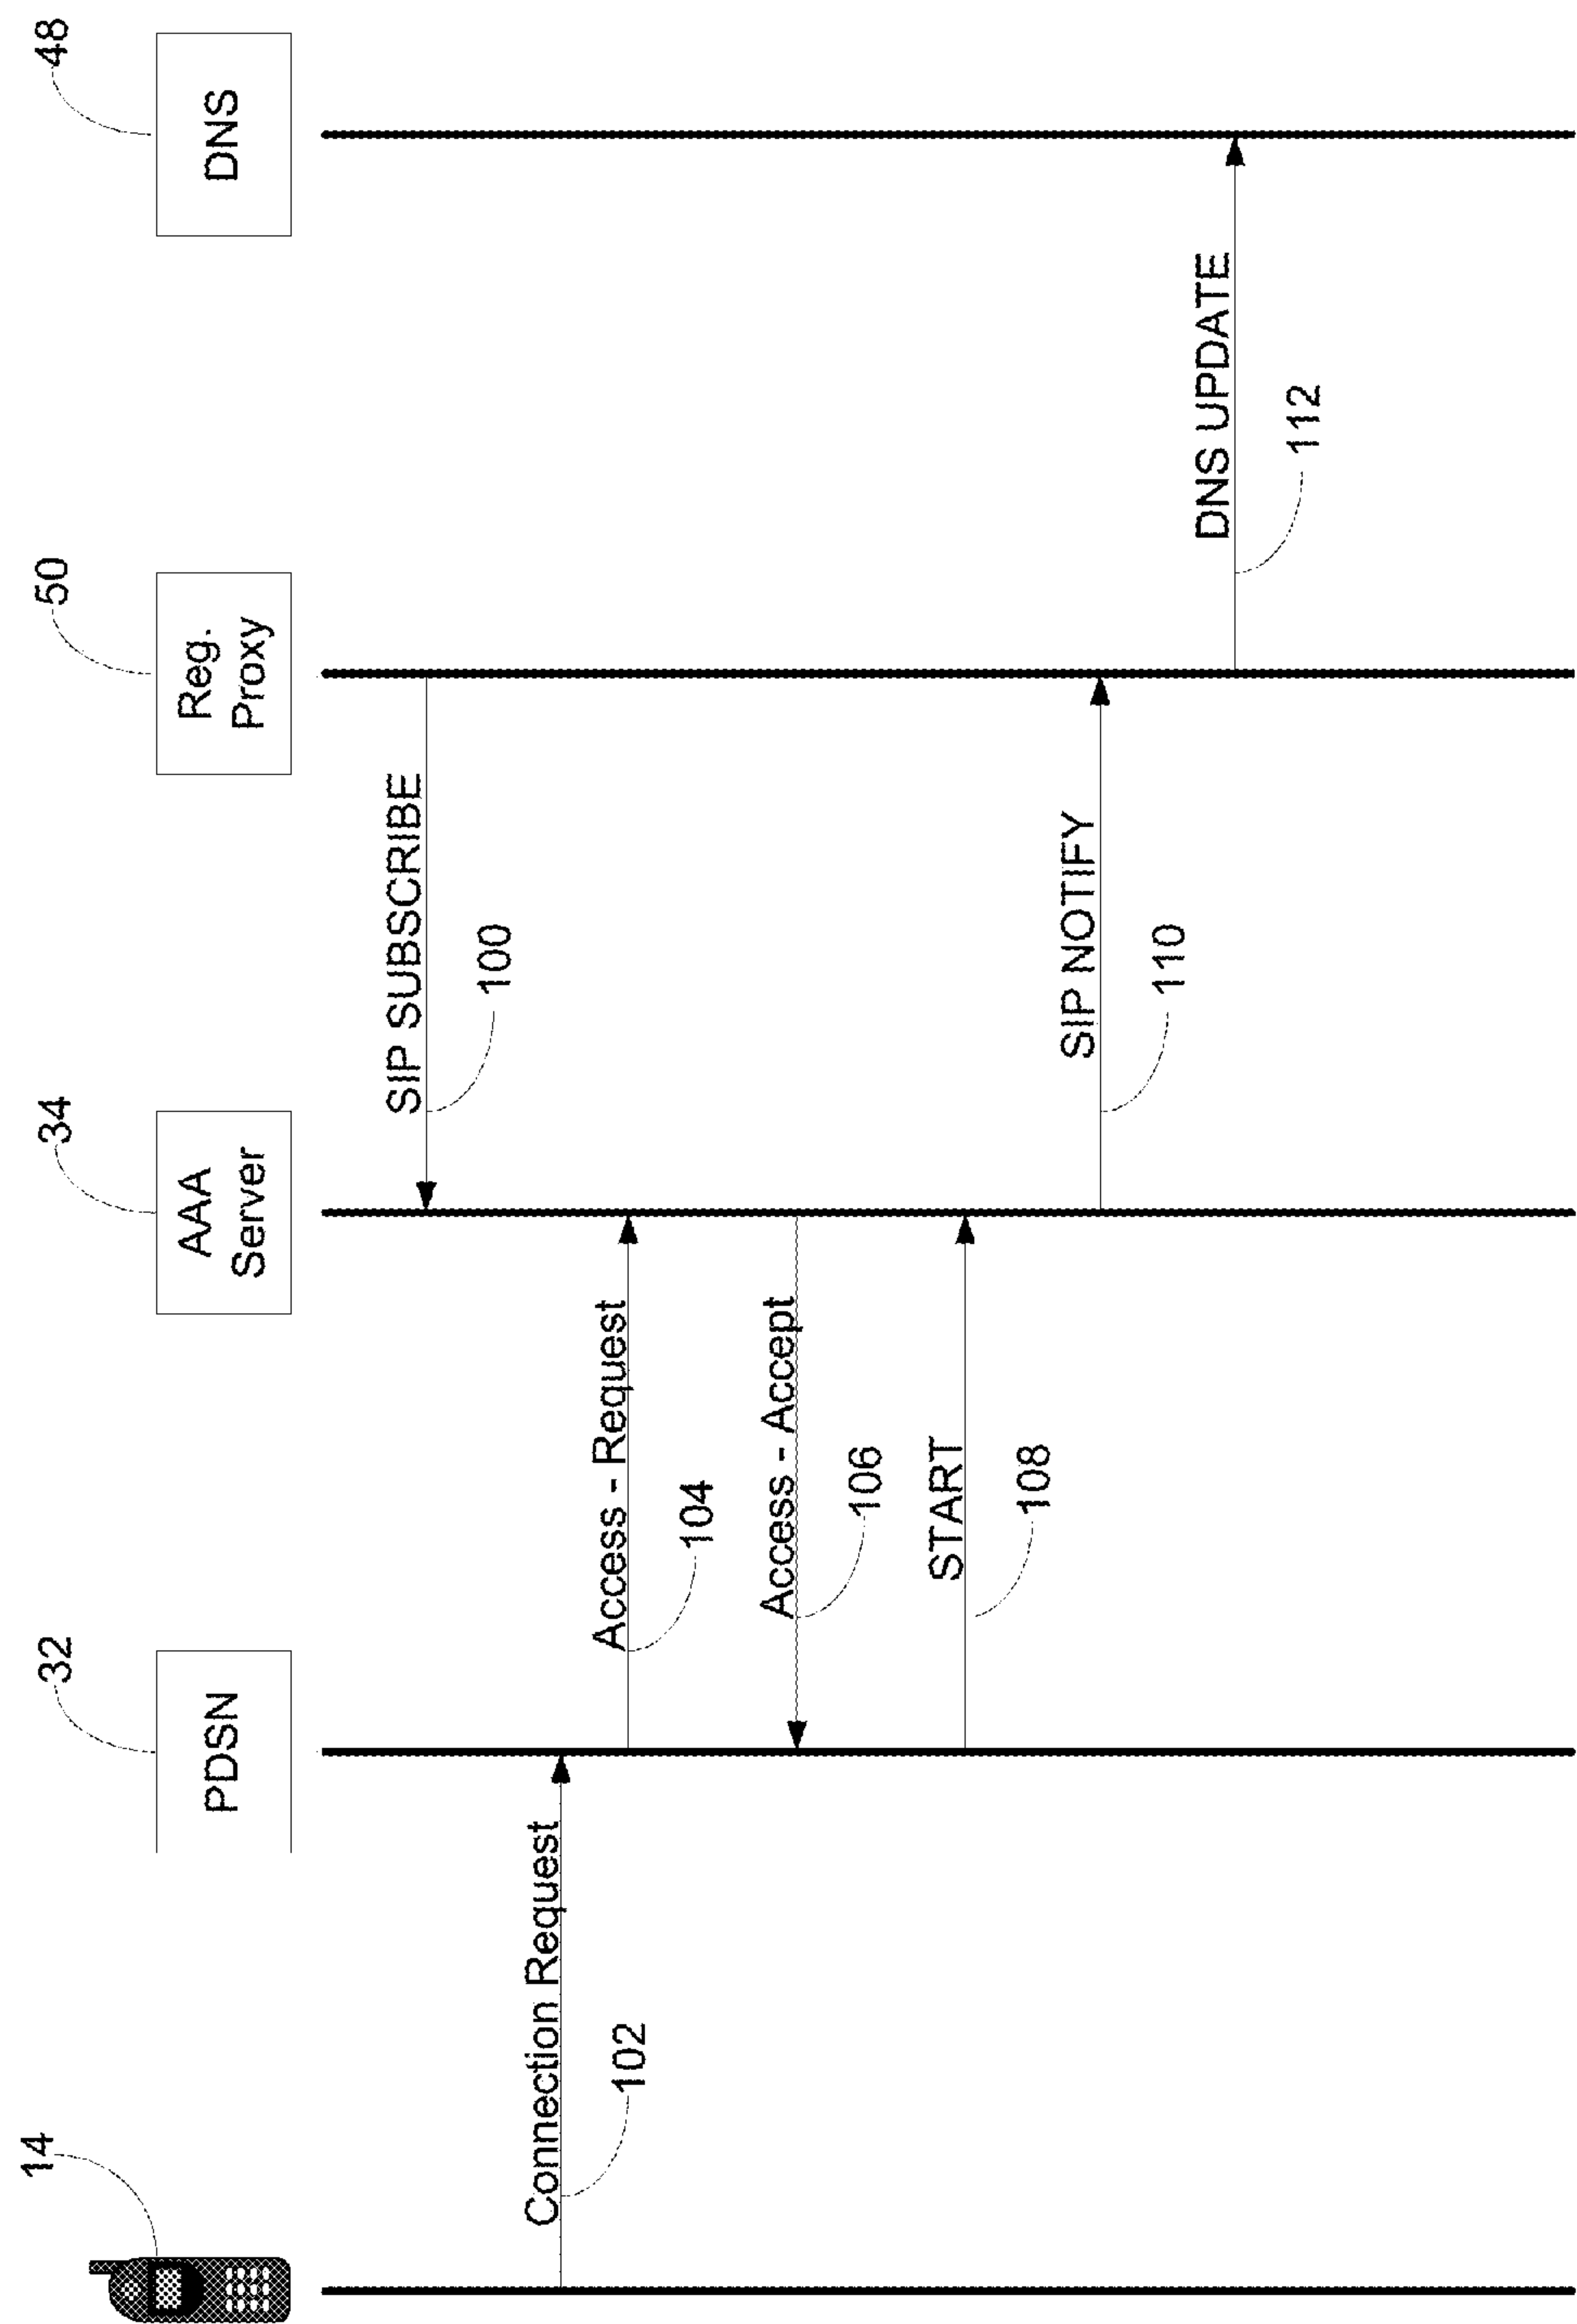 14
32
34
50
48
PDSN
AAA
Server
Reg.
Proxy
DNS
SIP SUBSCRIBE
100
Connection Request
102
Access - Request
104
Access - Accept
106
START
108
SIP NOTIFY
110
DNS UPDATE
112